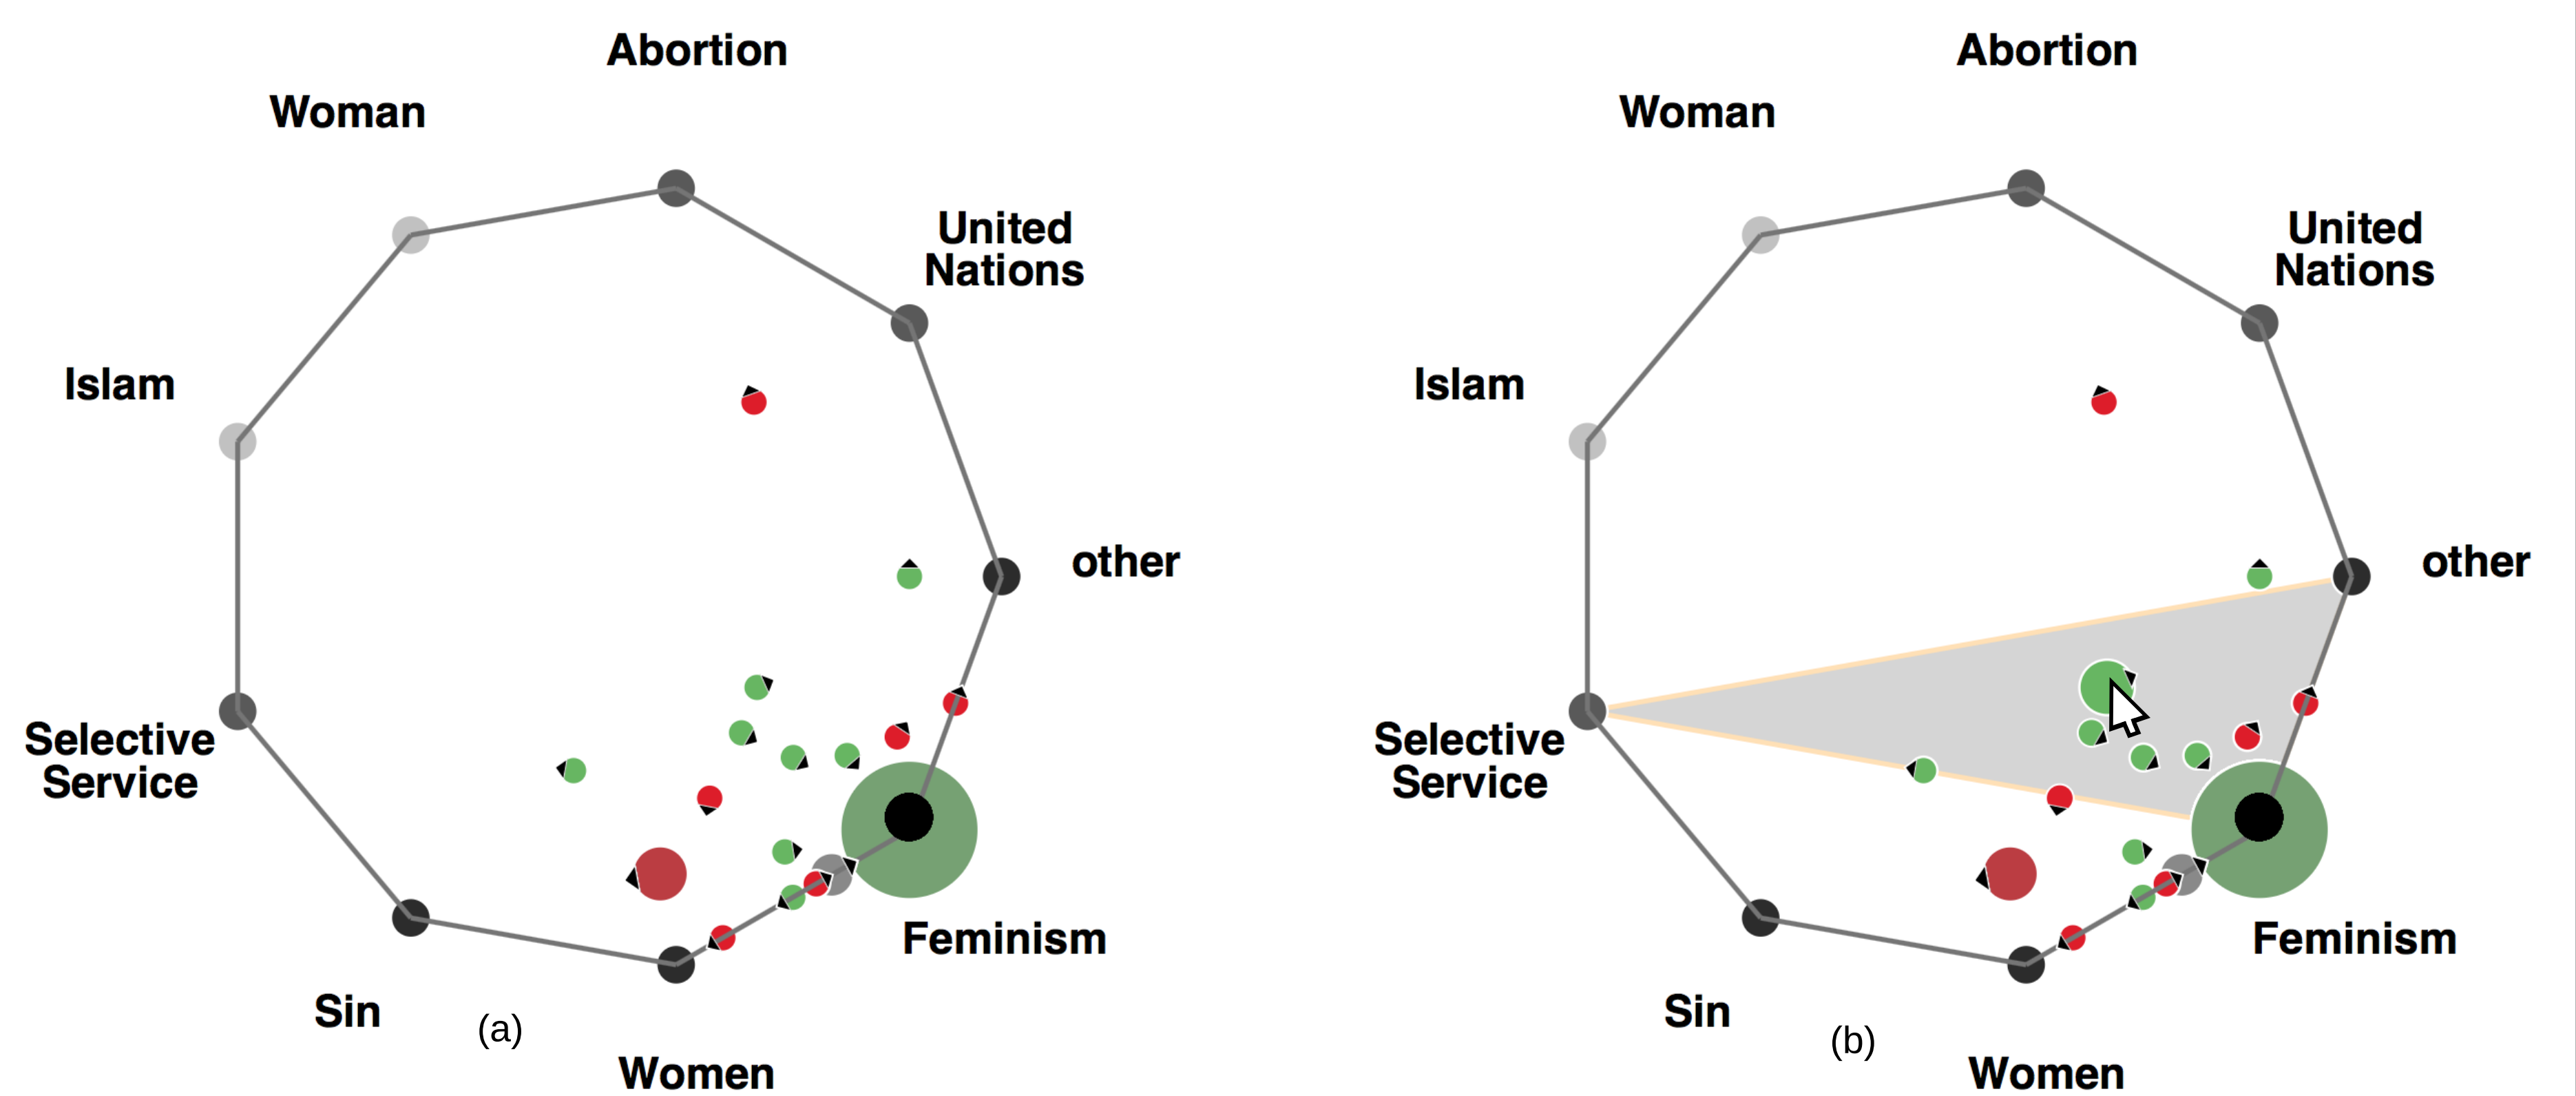 Abortion
Woman
United
Nations
Islam
other
Selective
Service
Feminism
Sin
(a)
Women
Abortion
Woman
United
Nations
Islam
other
Selective
Service
Feminism
Sin
(b)
Women